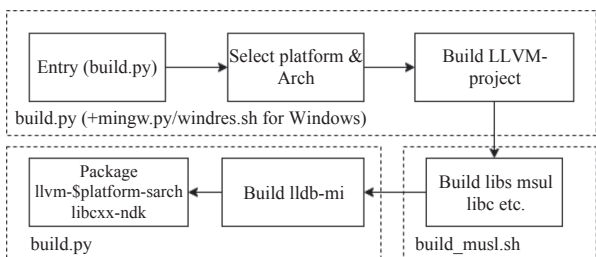 Entry (build.py)
Select platform &
Arch
Build LLVM-
project
build.py (+mingw.py/windres.sh for Windows)
Package
llvm-$platform-sarch
libcxx-ndk
Build lldb-mi
Build libs msul
libc etc.
build.py
build_musl.sh